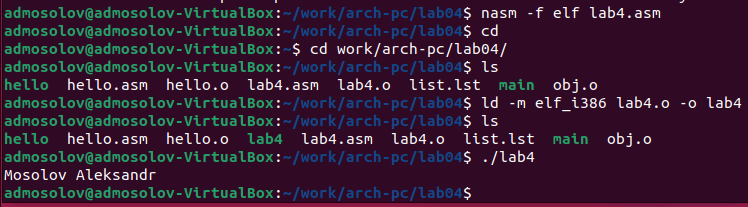 admosolov@admosolov-VirtualBox:~/work/arch-pc/lab04$ nasm -f elf lab4.asm
admosolov@admosolov-VirtualBox:~/work/arch-pc/lab04$ cd
admosolov@admosolov-VirtualBox:~$ cd work/arch-pc/lab04/
admosolov@admosolov-VirtualBox:~/work/arch-pc/lab04$ ls
hello  hello.asm  hello.o  lab4.asm  lab4.o  list.lst  main  obj.o
admosolov@admosolov-VirtualBox:~/work/arch-pc/lab04$ ld -m elf_i386 lab4.o -o lab4
admosolov@admosolov-VirtualBox:~/work/arch-pc/lab04$ ls
hello  hello.asm  hello.o  lab4  lab4.asm  lab4.o  list.lst  main  obj.o
admosolov@admosolov-VirtualBox:~/work/arch-pc/lab04$ ./lab4
Mosolov Aleksandr
admosolov@admosolov-VirtualBox:~/work/arch-pc/lab04$